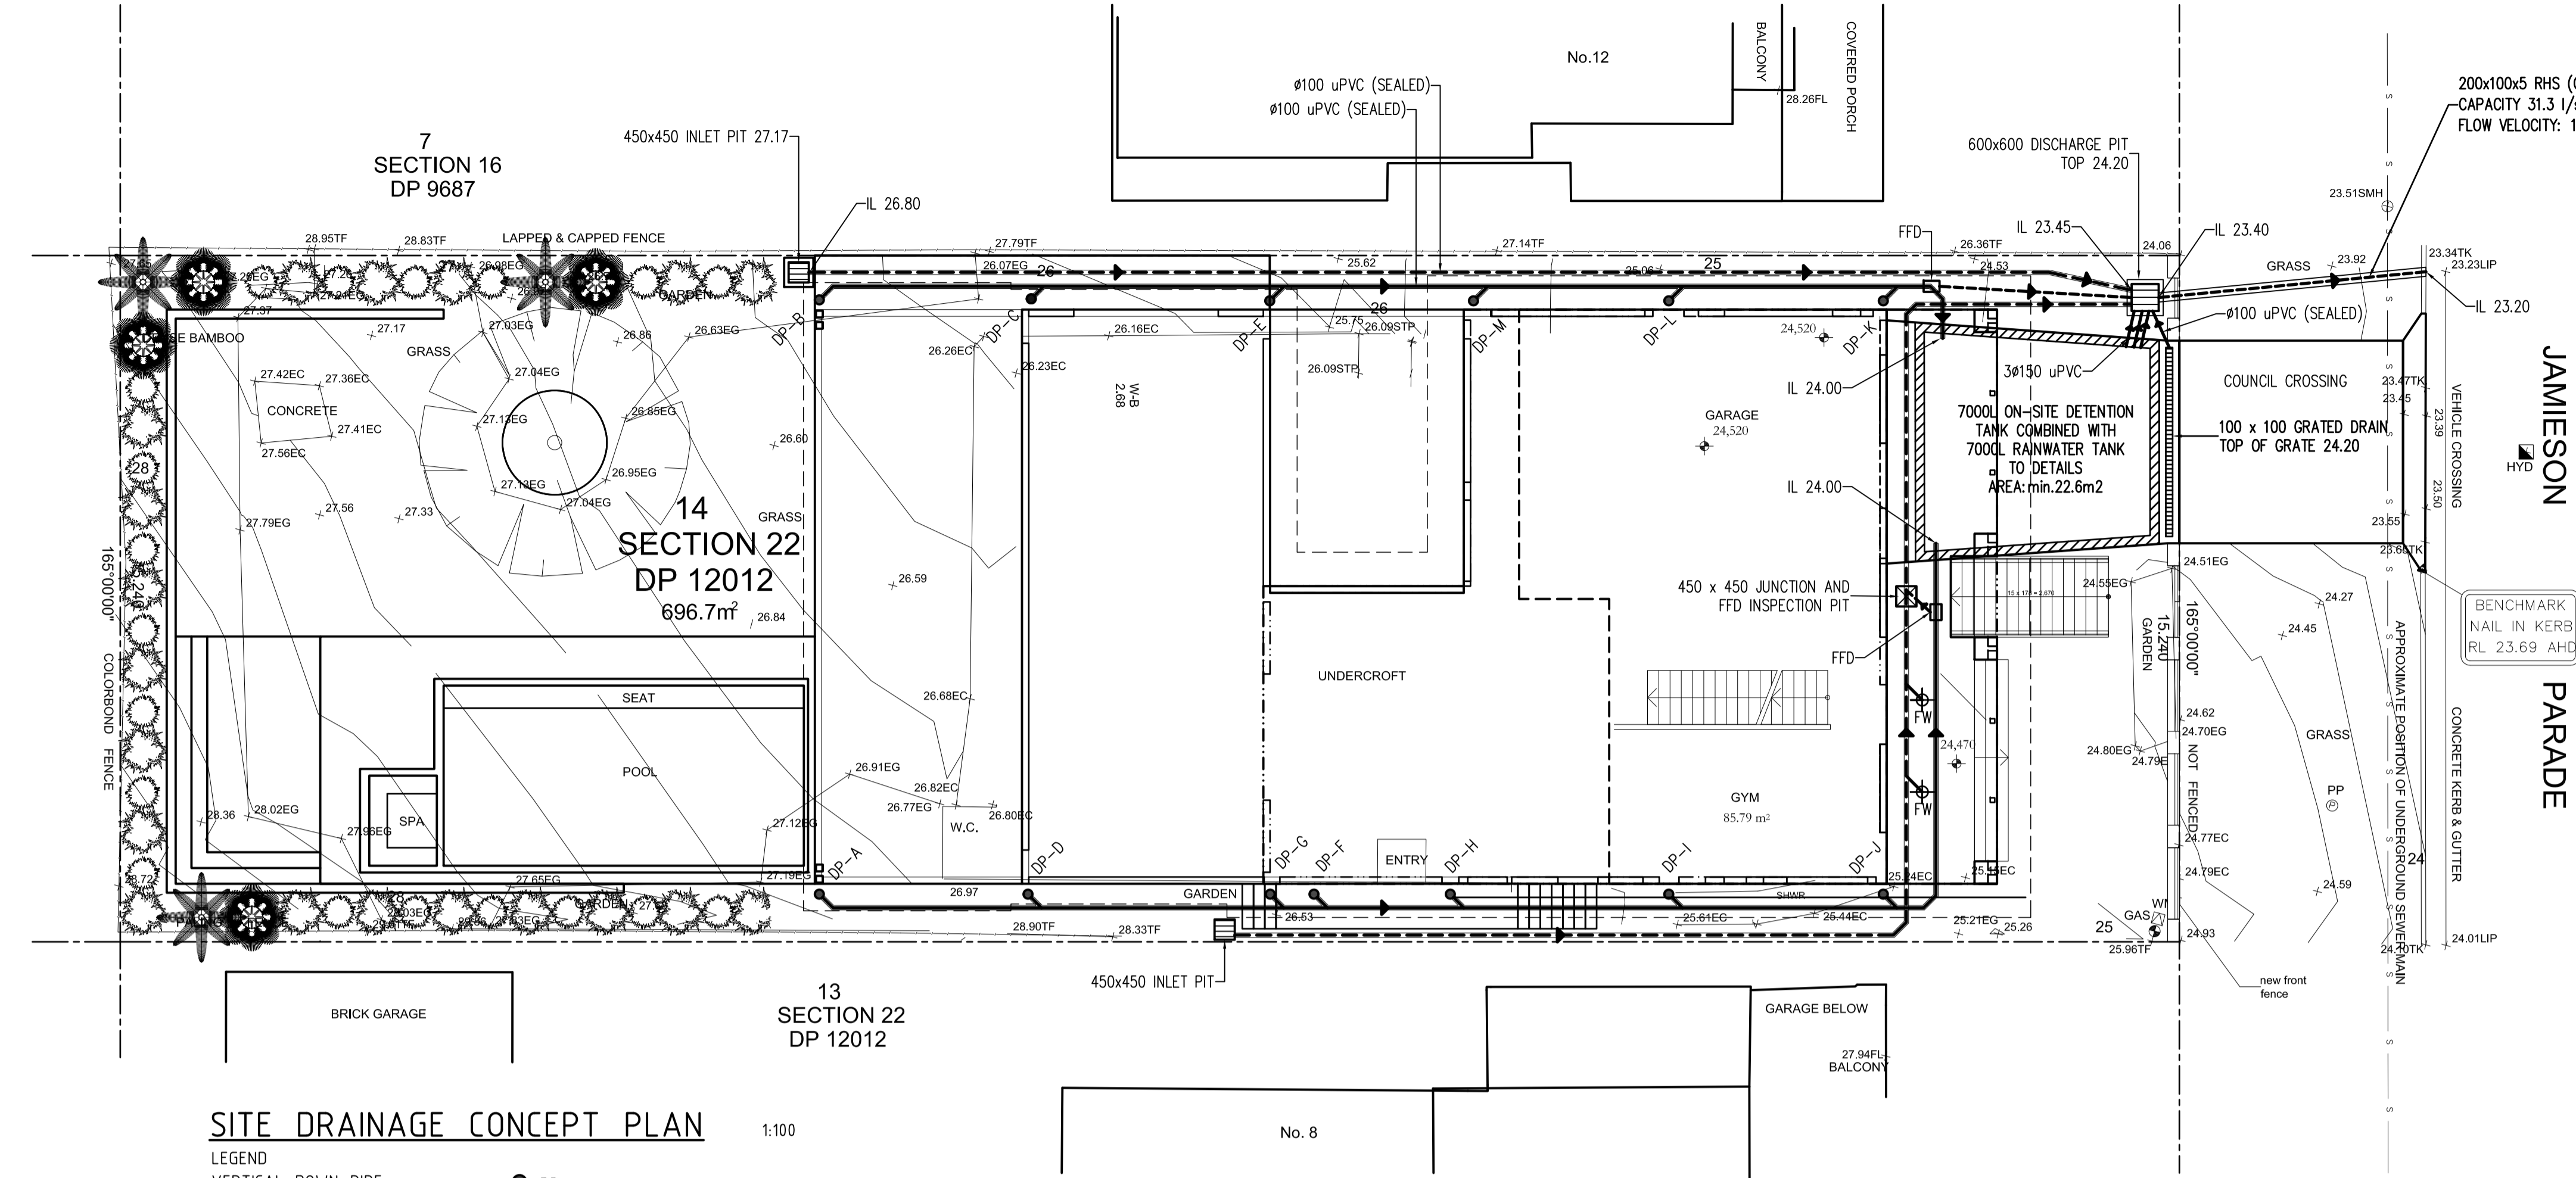 No.12
BALCONY
COVERED PORCH
28.26FL
ø100 uPVC (SEALED)
ø100 uPVC (SEALED)
200x100x5 RHS
CAPACITY 31.3
FLOW VELOCITY:
7
SECTION 16
DP 9687
450x450 INLET PIT 27.17
IL 26.80
600x600 DISCHARGE PIT
TOP 24.20
23.51SMH
FFD
IL 23.45
24.06
IL 23.40
28.95TF
28.83TF
LAPPED & CAPPED FENCE
27.79TF
27.14TF
26.36TF
GRASS
23.92
23.34TK
23.23LIP
27.65
26.98EG
26.07EG
26
25.62
25.06
25
24.53
IL 23.20
GARDEN
27.37
27.17
27.03EG
26.86
26.63EG
DP-B
DP-C
DP-E
DP-M
DP-L
DP-K
26.16EC
25.75
26
26.09STP
24,520
ø100 uPVC (SEALED)
BAMBOO
GRASS
26.26EC
26.23EC
26.09STP
27.42EC
27.36EC
27.04EG
W-B
2.68
IL 24.00
3ø150 uPVC
COUNCIL CROSSING
23.47TK
23.45
23.39
VEHICLE CROSSING
CONCRETE
27.41EC
27.56EC
27.13EG
26.85EG
26.60
GARAGE
24,520
7000L ON-SITE DETENTION
TANK COMBINED WITH
7000L RAINWATER TANK
TO DETAILS
AREA:min.22.6m2
100 x 100 GRATED DRAIN
TOP OF GRATE 24.20
HYD
JAMIESON
PARADE
28
26.95EG
27.13EG
27.04EG
27.79EG
27.56
27.33
GRASS
IL 24.00
23.50
23.55
14
SECTION 22
DP 12012
696.7m²
26.59
26.84
165°00'00"
450 x 450 JUNCTION AND
FFD INSPECTION PIT
15 x 178 = 2,670
24.51EG
24.55EG
24.27
24.45
BENCHMARK
NAIL IN KERB
RL 23.69 AHD
15.240
165°00'00"
GARDEN
COLORBOND FENCE
FFD
UNDERCROFT
SEAT
26.68EC
FW
24.62
24.70EG
24.80EG
GRASS
24,470
NOT FENCED
APPROXIMATE POSITION OF UNDERGROUND SEWER MAIN
CONCRETE KERB & GUTTER
POOL
26.91EG
26.82EC
26.77EG
26.80EC
W.C.
FW
GYM
85.79 m²
PP
P
28.36
28.02EG
27.96EG
SPA
27.12EG
24.77EC
24
DP-A
DP-D
DP-G
DP-F
DP-H
ENTRY
DP-I
DP-J
28.72
27.65EG
27.19EG
26.97
GARDEN
25.24EC
24.79EC
24.59
GARDEN
26.53
SHWR
25.61EC
25.44EC
25.21EG
25.26
25
GAS
24.93
25.96TF
24.01LIP
28.90TF
28.33TF
450x450 INLET PIT
new front
fence
13
SECTION 22
DP 12012
BRICK GARAGE
GARAGE BELOW
27.94FL
BALCONY
No. 8
SITE DRAINAGE CONCEPT PLAN
1:100
LEGEND